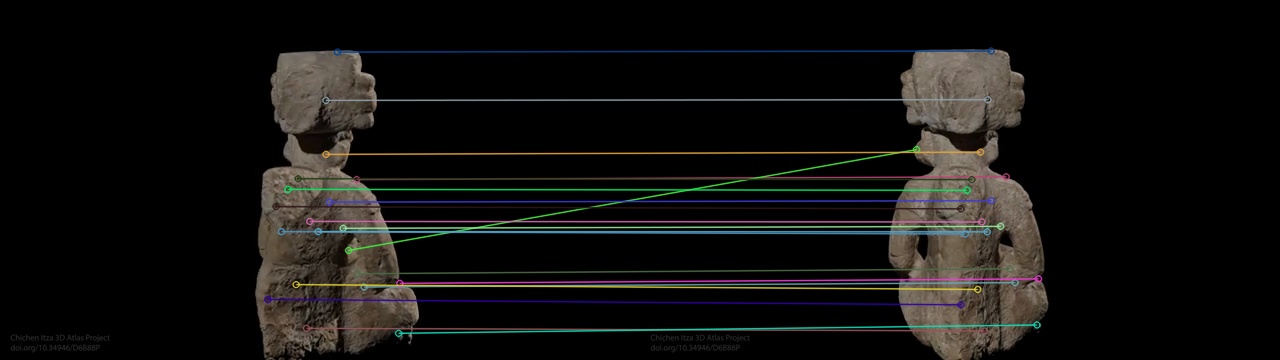 Chichen Itza 3D Atlas Project
doi.org/10.34946/D6B88P
Chichen Itza 3D Atlas Project
doi.org/10.34946/D6B88P